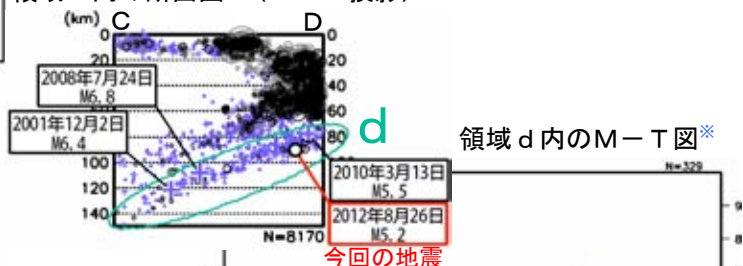 (km) C D
0 0
20 20
40
60
80
100
120
140
2008年7月24日
M6.8
2001年12月2日
M6.4
d
領域d内のM-T図※
N=329
2010年3月13日
M5.5
2012年8月26日
M5.2
N=8170
今回の地震